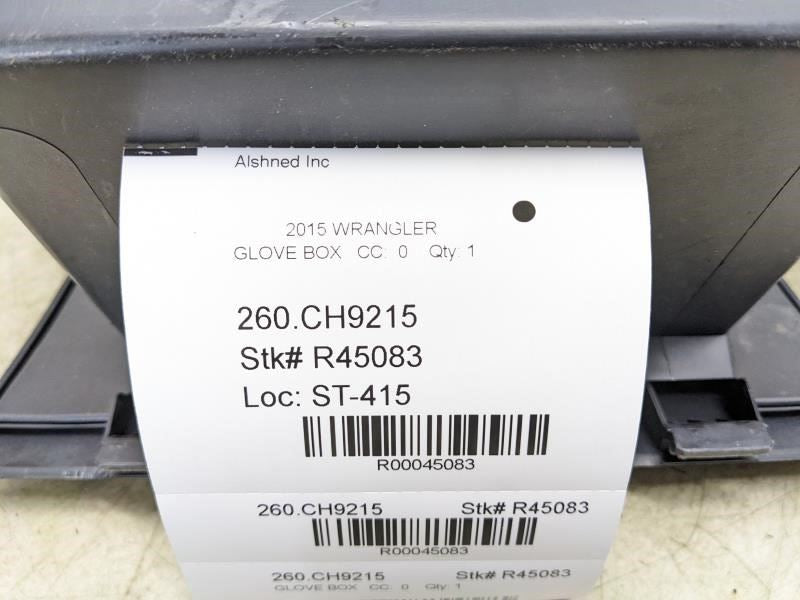 Alshned Inc
2015 WRANGLER
GLOVE BOX CC: 0 Qty: 1
260.CH9215
Stk# R45083
Loc: ST-415
R00045083
260.CH9215 Stk# R45083
R00045083
260.CH9215 Stk# R45083
GLOVE BOX CC: 0 Qty: 1